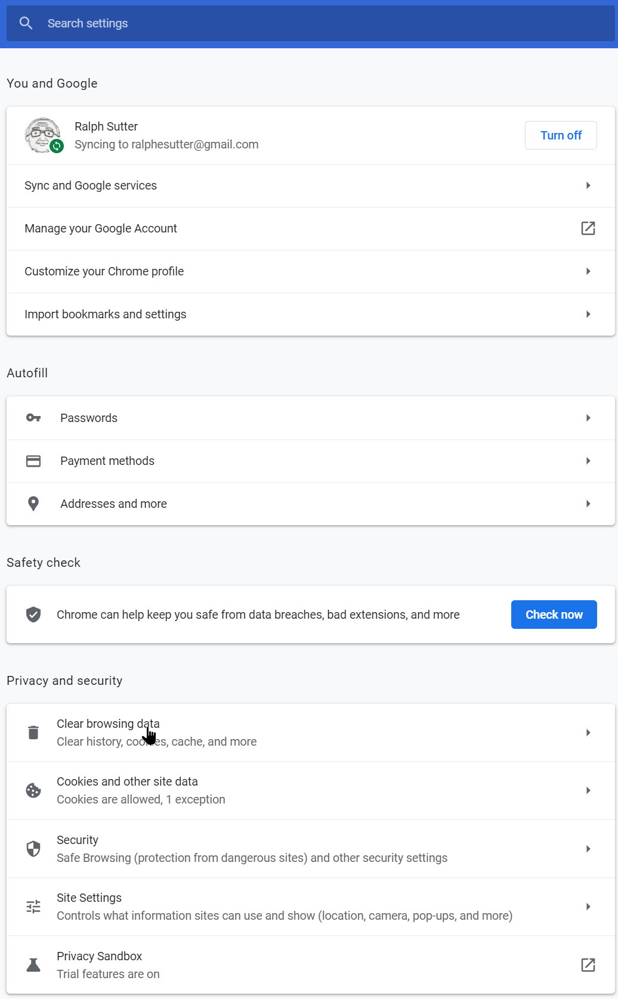 Search settings
You and Google
Ralph Sutter
Syncing to ralphesutter@gmail.com
Turn off
Sync and Google services
Manage your Google Account
Customize your Chrome profile
Import bookmarks and settings
Autofill
Passwords
Payment methods
Addresses and more
Safety check
Chrome can help keep you safe from data breaches, bad extensions, and more
Check now
Privacy and security
Clear browsing data
Clear history, cookies, cache, and more
Cookies and other site data
Cookies are allowed, 1 exception
Security
Safe Browsing (protection from dangerous sites) and other security settings
Site Settings
Controls what information sites can use and show (location, camera, pop-ups, and more)
Privacy Sandbox
Trial features are on